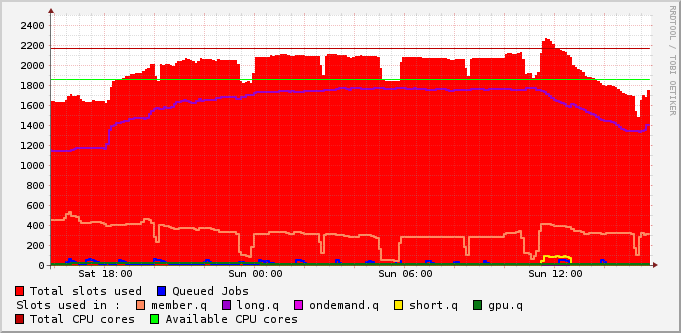 2400
2200
2000
1800
1600
1400
1200
1000
800
600
400
200
0
Sat 18:00 Sun 00:00 Sun 06:00 Sun 12:00
Total slots used Queued Jobs
Slots used in : member.q long.q ondemand.q short.q gpu.q
Total CPU cores Available CPU cores
RRDTOOL / TOBI OETIKER